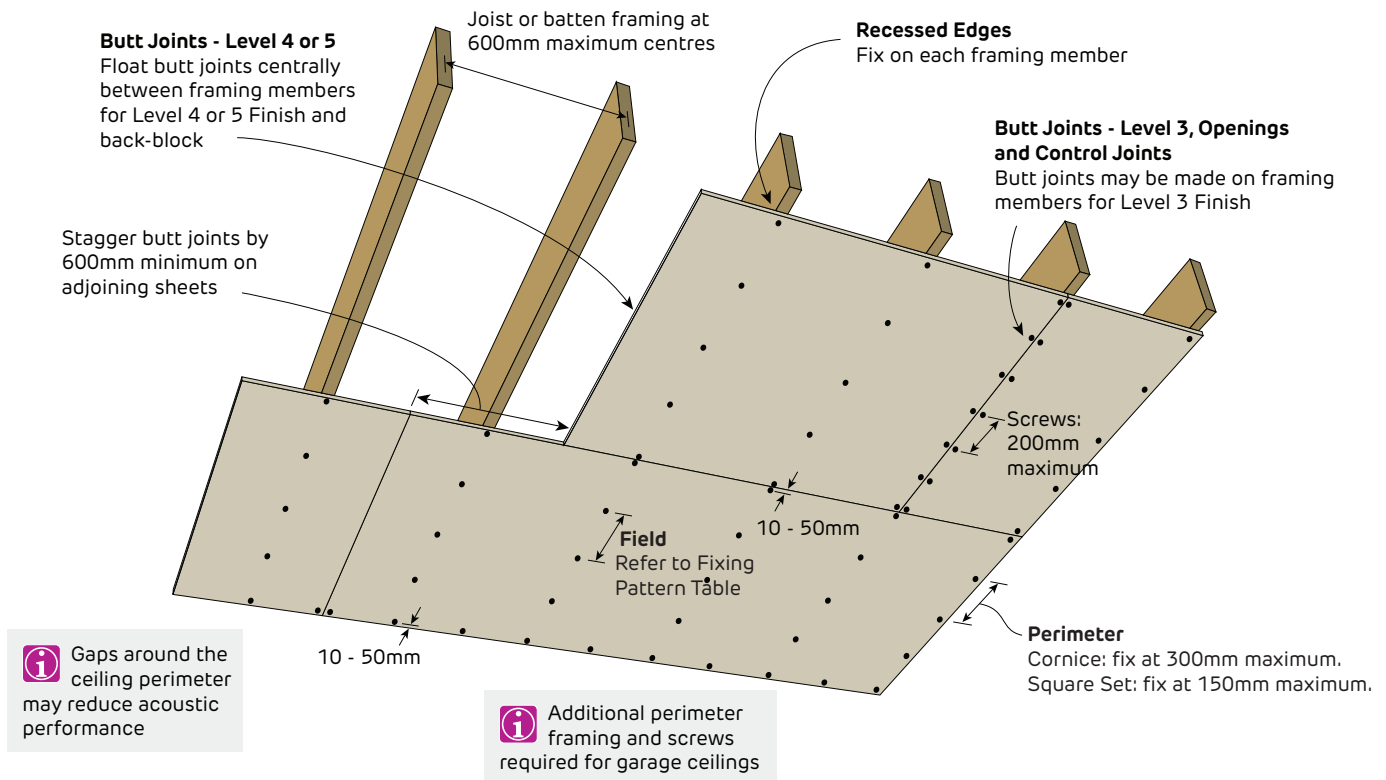 Butt Joints - Level 4 or 5
Float butt joints centrally
between framing members
for Level 4 or 5 Finish and
back-block
Joist or batten framing at
600mm maximum centres
Recessed Edges
Fix on each framing member
Butt Joints - Level 3, Openings
and Control Joints
Butt joints may be made on framing
members for Level 3 Finish
Stagger butt joints by
600mm minimum on
adjoining sheets
Screws:
200mm
maximum
10 - 50mm
Field
Refer to Fixing
Pattern Table
10 - 50mm
Perimeter
Cornice: fix at 300mm maximum.
Square Set: fix at 150mm maximum.
i
Gaps around the
ceiling perimeter
may reduce acoustic
performance
i
Additional perimeter
framing and screws
required for garage ceilings